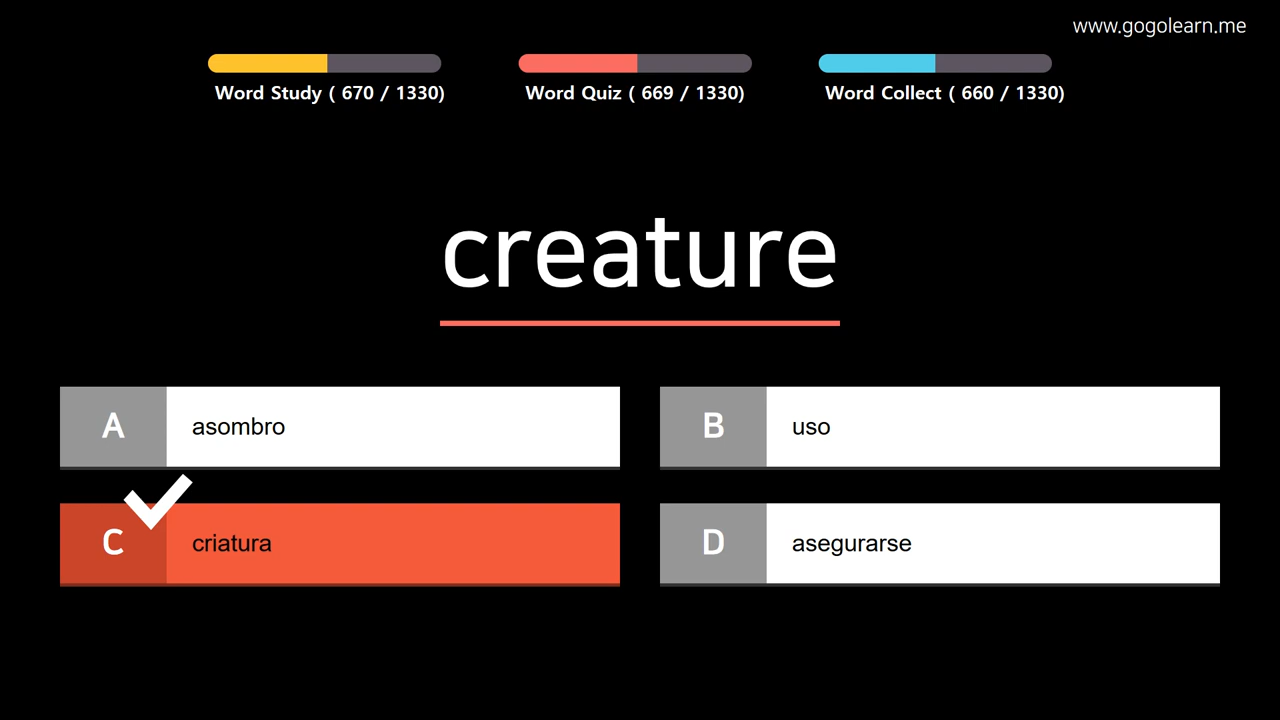 www.gogolearn.me
Word Study ( 670 / 1330)
Word Quiz ( 669 / 1330)
Word Collect ( 660 / 1330)
creature
A asombro
B uso
C criatura
D asegurarse